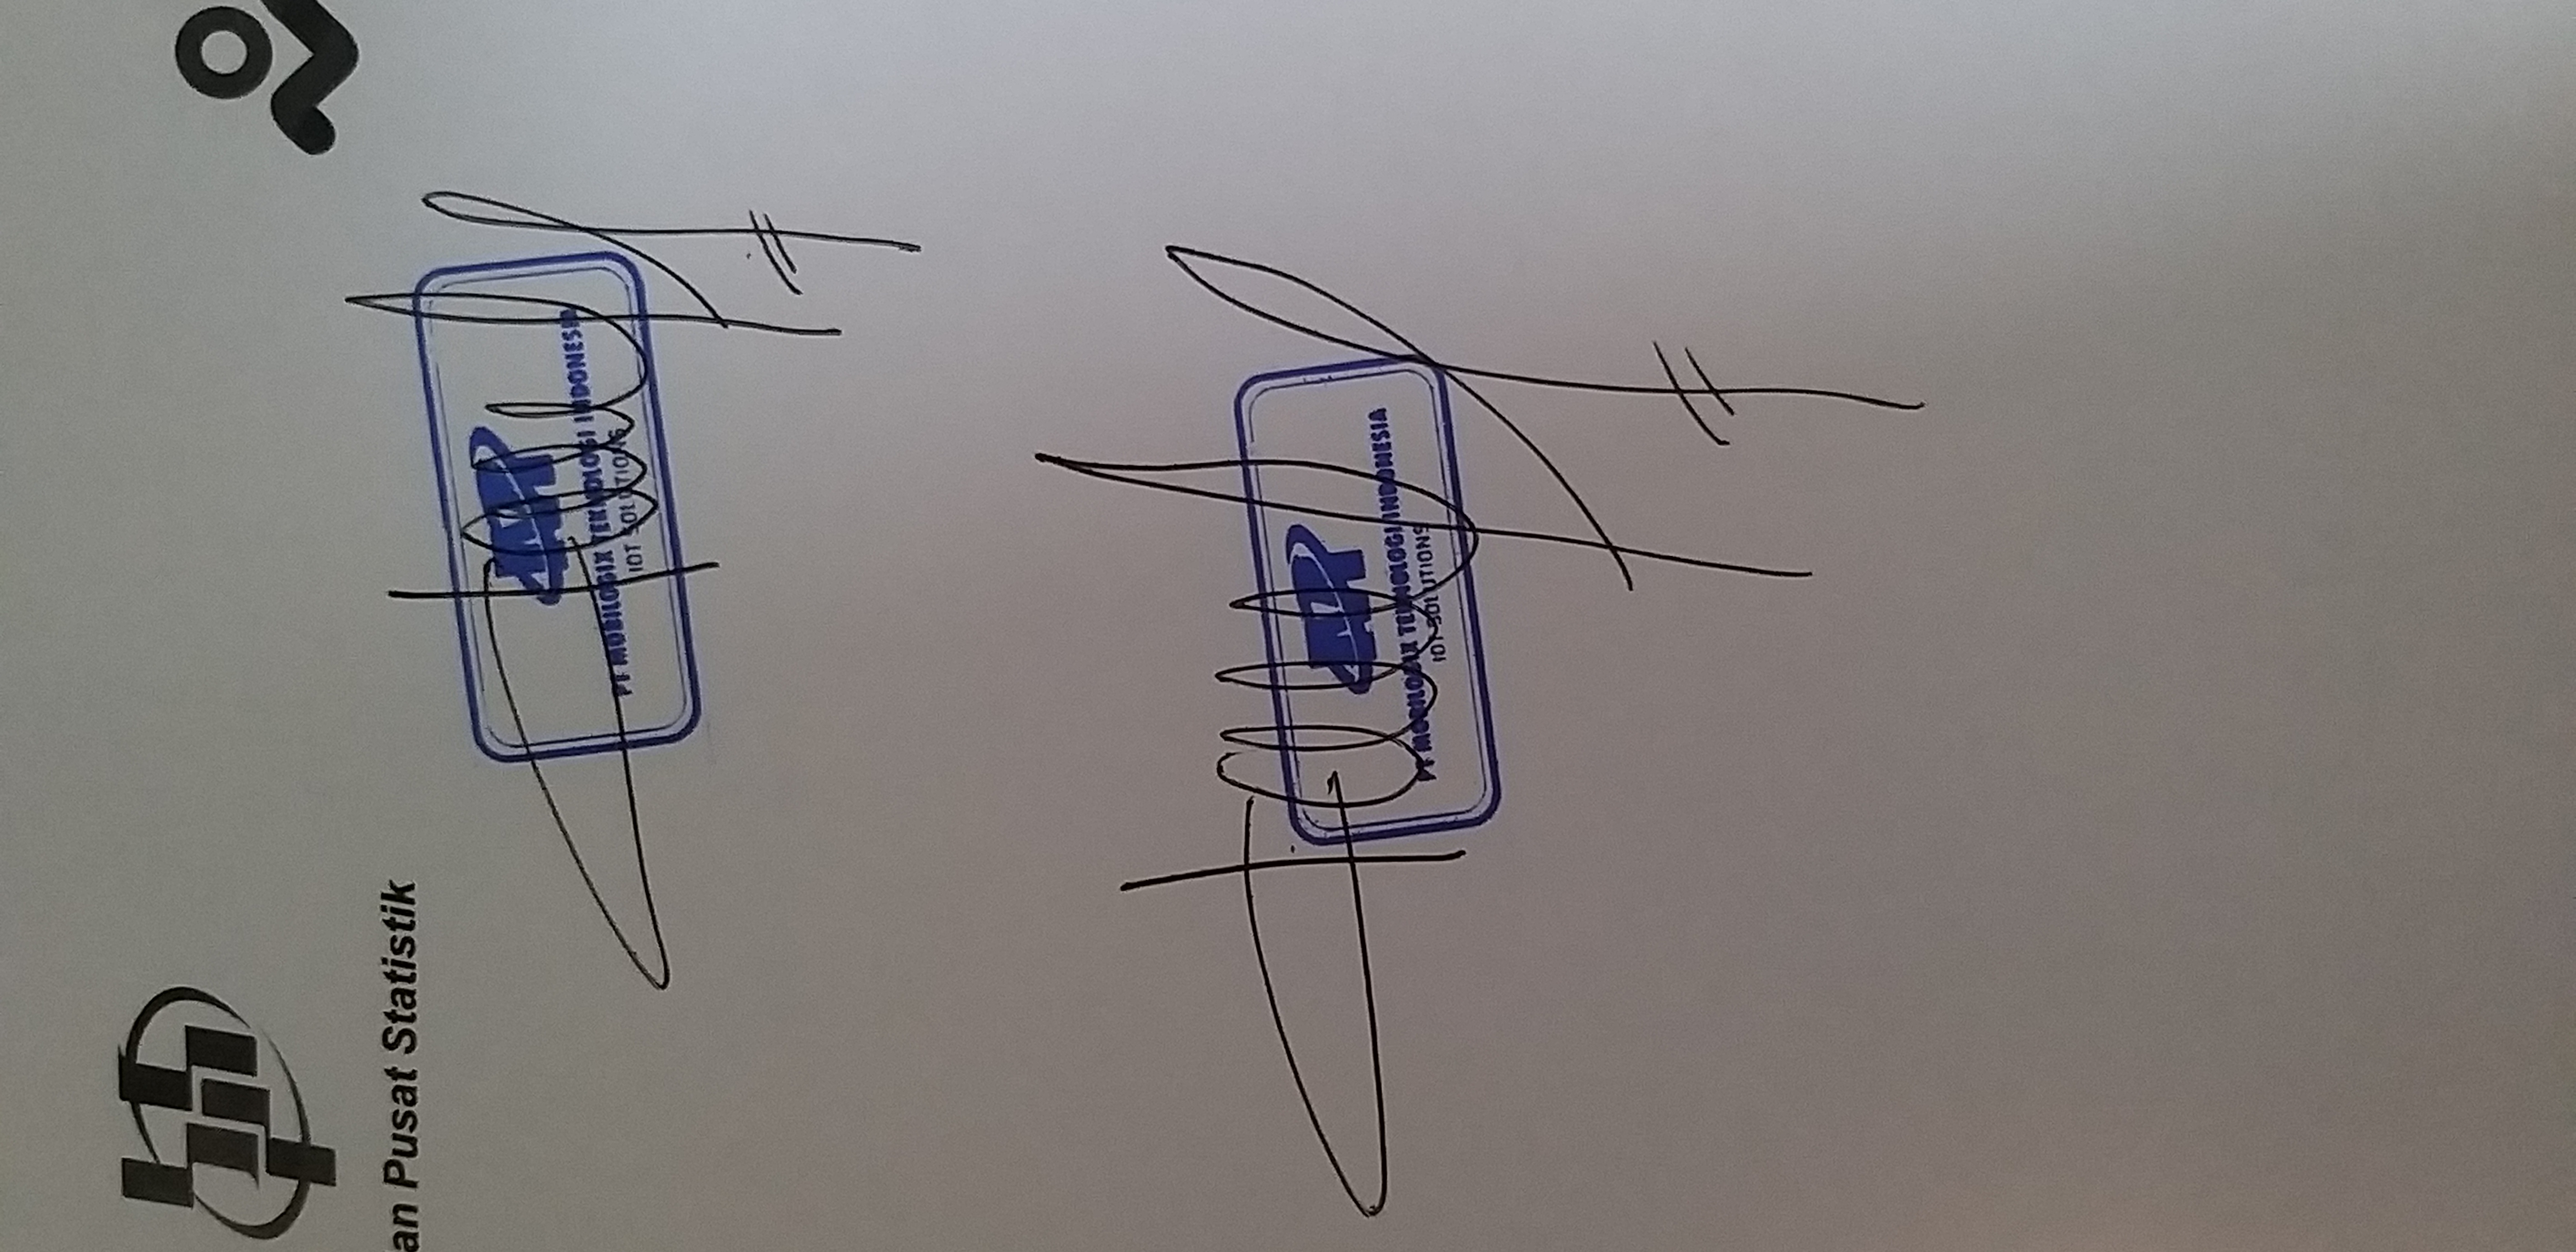 an Pusat Statistik
PT MOBILOGIX TEKNOLOGI INDONESIA
IOT SOLUTIONS
PT MOBILOGIX TEKNOLOGI INDONESIA
IOT SOLUTIONS